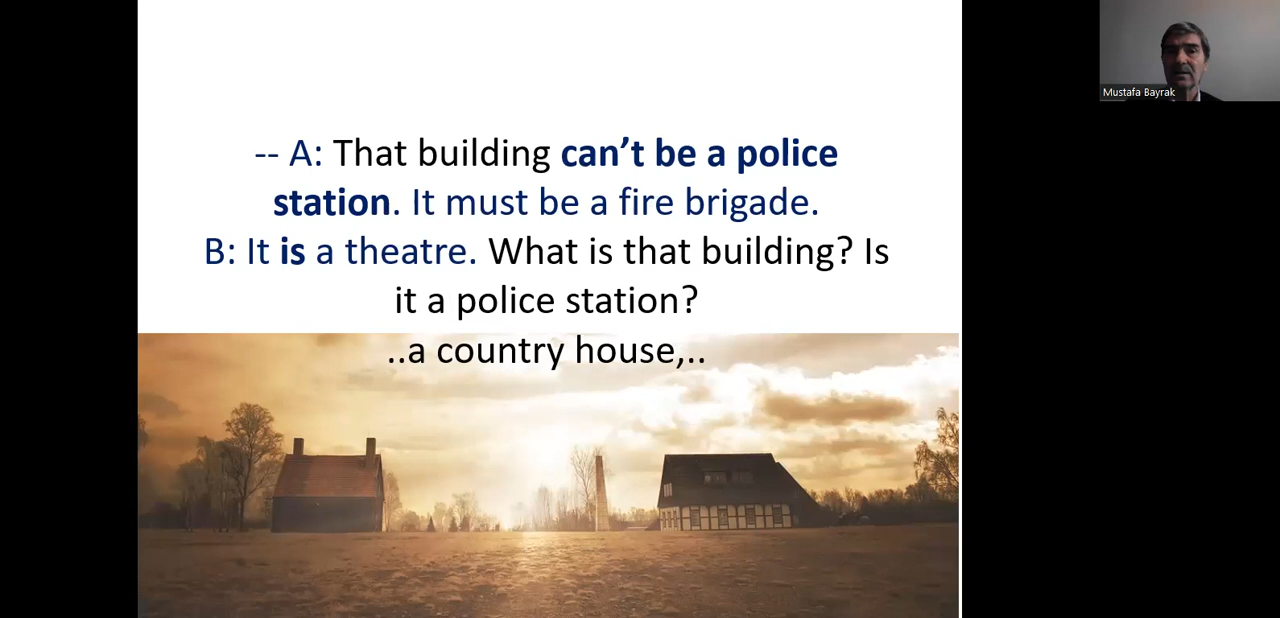 -- A: That building can’t be a police
station. It must be a fire brigade.
B: It is a theatre. What is that building? Is
it a police station?
..a country house,..
Mustafa Bayrak